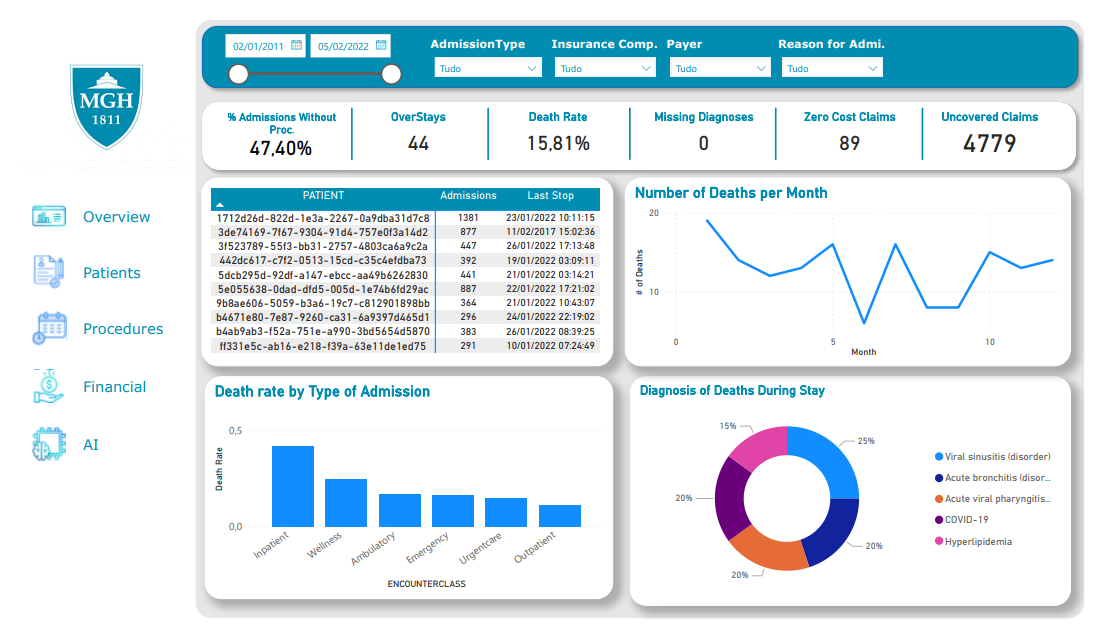 02/01/2011
05/02/2022
AdmissionType
Tudo
Insurance Comp.
Tudo
Payer
Tudo
Reason for Admi.
Tudo
MGH
1811
Overview
Patients
Procedures
Financial
AI
% Admissions Without
Proc.
47,40%
OverStays
44
Death Rate
15,81%
Missing Diagnoses
0
Zero Cost Claims
89
Uncovered Claims
4779
PATIENT Admissions Last Stop
1712d26d-822d-1e3a-2267-0a9dba31d7c8 1381 23/01/2022 10:11:15
3de74169-7f67-9304-91d4-757e0f3a14d2 877 11/02/2017 15:02:36
3f523789-55f3-bb31-2757-4803ca6a9c2a 447 26/01/2022 17:13:48
442dc617-c7f2-0513-15cd-c35c4efdba73 392 19/01/2022 03:09:11
5dcb295d-92df-a147-ebcc-aa49b6262830 441 21/01/2022 03:14:21
5e055638-0dad-dfd5-005d-1e74b6fd29ac 887 22/01/2022 17:21:02
9b8ae606-5059-b3a6-19c7-c812901898bb 364 21/01/2022 10:43:07
b4671e80-7e87-9260-ca31-6a9397d465d1 296 24/01/2022 22:19:02
b4ab9ab3-f52a-751e-a990-3bd5654d5870 383 26/01/2022 08:39:25
ff331e5c-ab16-e218-f39a-63e11de1ed75 291 10/01/2022 07:24:49
Number of Deaths per Month
# of Deaths
20
10
0 5 10
Month
Death rate by Type of Admission
Death Rate
0,5
0,0
Inpatient
Wellness
Ambulatory
Emergency
Urgentcare
Outpatient
ENCOUNTERCLASS
Diagnosis of Deaths During Stay
15%
25%
20%
20%
20%
Viral sinusitis (disorder)
Acute bronchitis (disor...
Acute viral pharyngitis...
COVID-19
Hyperlipidemia